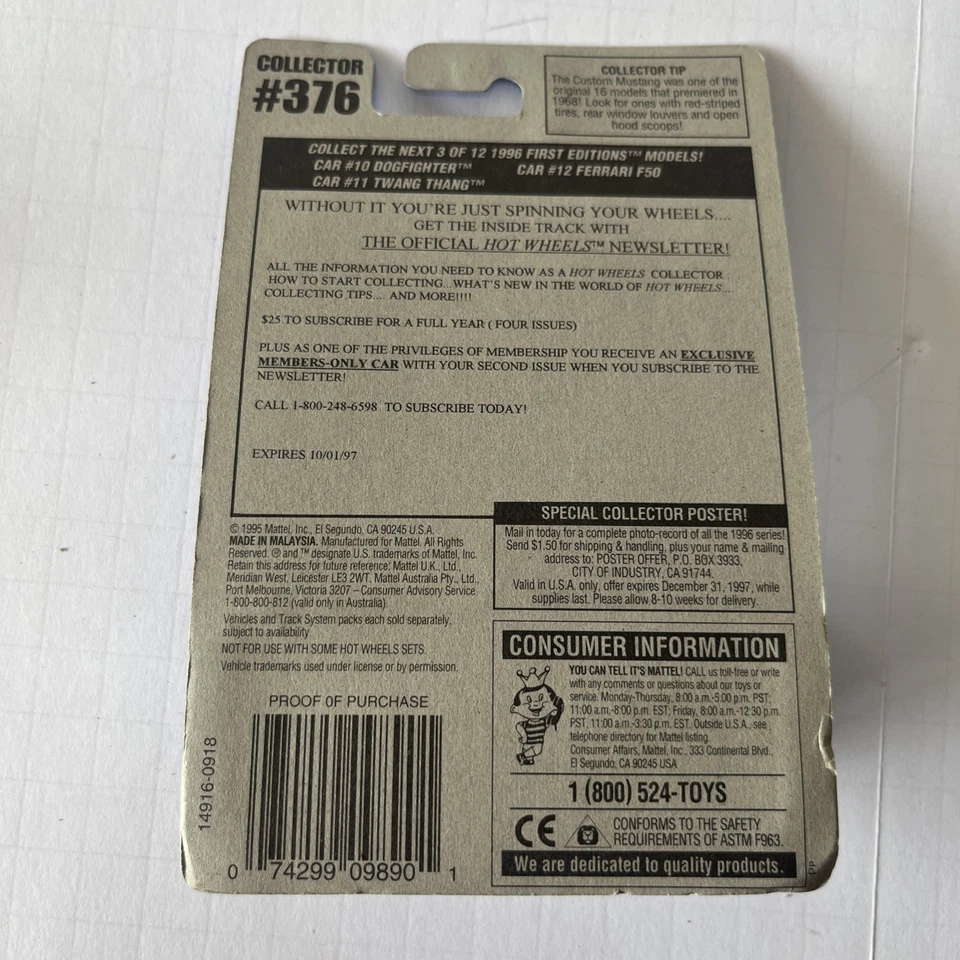 COLLECTOR
#376
COLLECTOR TIP
The Custom Mustang was one of the
original 16 models that premiered in
1968! Look for ones with red-striped
tires, rear window louvers and open
hood scoops!
COLLECT THE NEXT 3 OF 12 1996 FIRST EDITIONS™ MODELS!
CAR #10 DOGFIGHTER™ CAR #12 FERRARI F50
CAR #11 TWANG THANG™
WITHOUT IT YOU'RE JUST SPINNING YOUR WHEELS....
GET THE INSIDE TRACK WITH
THE OFFICIAL HOT WHEELS™ NEWSLETTER!
ALL THE INFORMATION YOU NEED TO KNOW AS A HOT WHEELS COLLECTOR
HOW TO START COLLECTING...WHAT'S NEW IN THE WORLD OF HOT WHEELS....
COLLECTING TIPS.... AND MORE!!!!
$25 TO SUBSCRIBE FOR A FULL YEAR ( FOUR ISSUES)
PLUS AS ONE OF THE PRIVILEGES OF MEMBERSHIP YOU RECEIVE AN EXCLUSIVE
MEMBERS-ONLY CAR WITH YOUR SECOND ISSUE WHEN YOU SUBSCRIBE TO THE
NEWSLETTER!
CALL 1-800-248-6598 TO SUBSCRIBE TODAY!
EXPIRES 10/01/97
© 1995 Mattel, Inc., El Segundo, CA 90245 U.S.A.
MADE IN MALAYSIA. Manufactured for Mattel. All Rights
Reserved. ® and ™ designate U.S. trademarks of Mattel, Inc.
Retain this address for future reference: Mattel U.K., Ltd.,
Meridian West, Leicester LE3 2WT. Mattel Australia Pty., Ltd.,
Port Melbourne, Victoria 3207 – Consumer Advisory Service
1-800-800-812 (valid only in Australia).
Vehicles and Track System packs each sold separately,
subject to availability.
NOT FOR USE WITH SOME HOT WHEELS SETS.
Vehicle trademarks used under license or by permission.
PROOF OF PURCHASE
14916-0918
0 74299 09890 1
SPECIAL COLLECTOR POSTER!
Mail in today for a complete photo-record of all the 1996 series!
Send $1.50 for shipping & handling, plus your name & mailing
address to: POSTER OFFER, P.O. BOX 3933,
CITY OF INDUSTRY, CA 91744.
Valid in U.S.A. only, offer expires December 31, 1997, while
supplies last. Please allow 8-10 weeks for delivery.
CONSUMER INFORMATION
YOU CAN TELL IT'S MATTEL! CALL us toll-free or write
with any comments or questions about our toys or
service. Monday-Thursday, 8:00 a.m.-5:00 p.m. PST,
11:00 a.m.-8:00 p.m. EST; Friday, 8:00 a.m.-12:30 p.m.
PST, 11:00 a.m.-3:30 p.m. EST. Outside U.S.A., see
telephone directory for Mattel listing.
Consumer Affairs, Mattel, Inc., 333 Continental Blvd.,
El Segundo, CA 90245 USA
1 (800) 524-TOYS
CE CONFORMS TO THE SAFETY
REQUIREMENTS OF ASTM F963.
We are dedicated to quality products.
PP